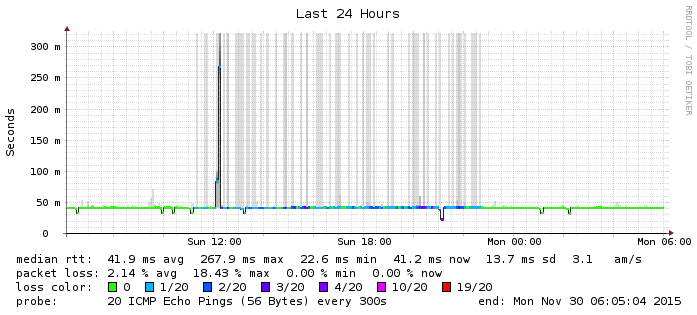 Last 24 Hours
RRDTOOL / TOBI OETIKER
Seconds
300 m
250 m
200 m
150 m
100 m
50 m
0
Sun 12:00 Sun 18:00 Mon 00:00 Mon 06:00
median rtt: 41.9 ms avg 267.9 ms max 22.6 ms min 41.2 ms now 13.7 ms sd 3.1 am/s
packet loss: 2.14 % avg 18.43 % max 0.00 % min 0.00 % now
loss color: 0 1/20 2/20 3/20 4/20 10/20 19/20
probe: 20 ICMP Echo Pings (56 Bytes) every 300s end: Mon Nov 30 06:05:04 2015